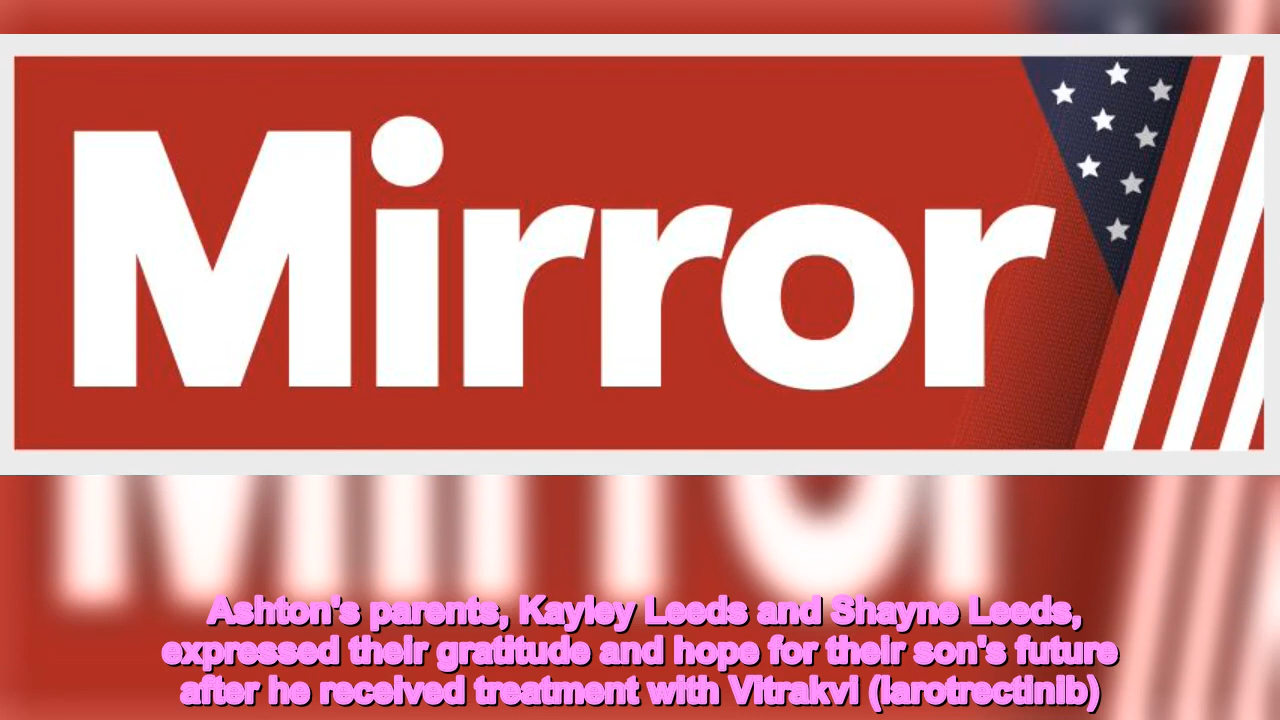 Mirror
Ashton's parents, Kayley Leeds and Shayne Leeds,
expressed their gratitude and hope for their son's future
after he received treatment with Vitrakvi (larotrectinib)